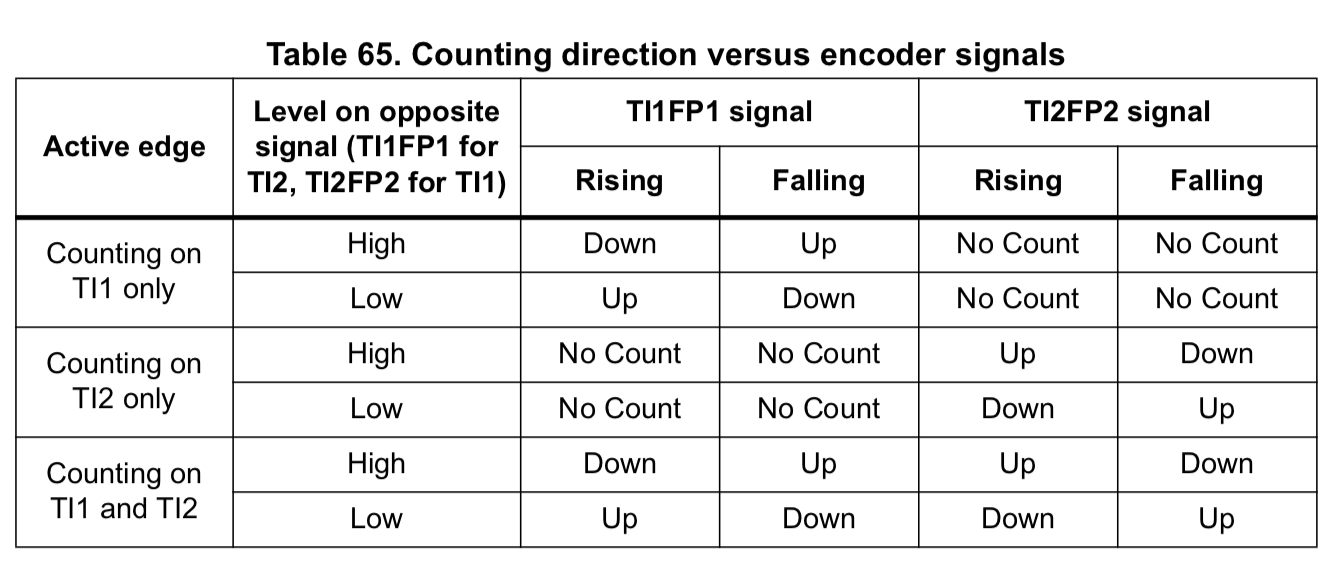 Table 65. Counting direction versus encoder signals
Active edge
Level on opposite
signal (TI1FP1 for
TI2, TI2FP2 for TI1)
TI1FP1 signal
TI2FP2 signal
Rising
Falling
Rising
Falling
Counting on
TI1 only
High
Down
Up
No Count
No Count
Low
Up
Down
No Count
No Count
Counting on
TI2 only
High
No Count
No Count
Up
Down
Low
No Count
No Count
Down
Up
Counting on
TI1 and TI2
High
Down
Up
Up
Down
Low
Up
Down
Down
Up